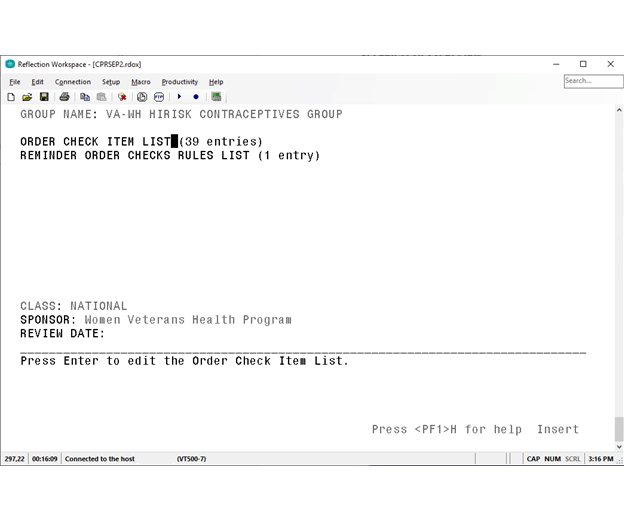 Reflection Workspace - [CPRSEP2.rdox]
File Edit Connection Setup Macro Productivity Help
Search...
FTP
GROUP NAME: VA-WH HIRISK CONTRACEPTIVES GROUP
ORDER CHECK ITEM LIST (39 entries)
REMINDER ORDER CHECKS RULES LIST (1 entry)
CLASS: NATIONAL
SPONSOR: Women Veterans Health Program
REVIEW DATE:
Press Enter to edit the Order Check Item List.
Press <PF1>H for help Insert
297,22 00:16:09 Connected to the host (VT500-7) CAP NUM SCRL 3:16 PM